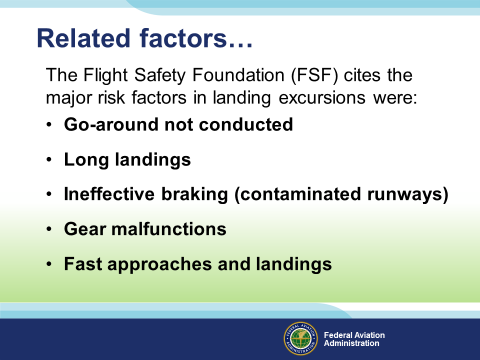 Related factors…
The Flight Safety Foundation (FSF) cites the
major risk factors in landing excursions were:
• Go-around not conducted
• Long landings
• Ineffective braking (contaminated runways)
• Gear malfunctions
• Fast approaches and landings
Federal Aviation
Administration